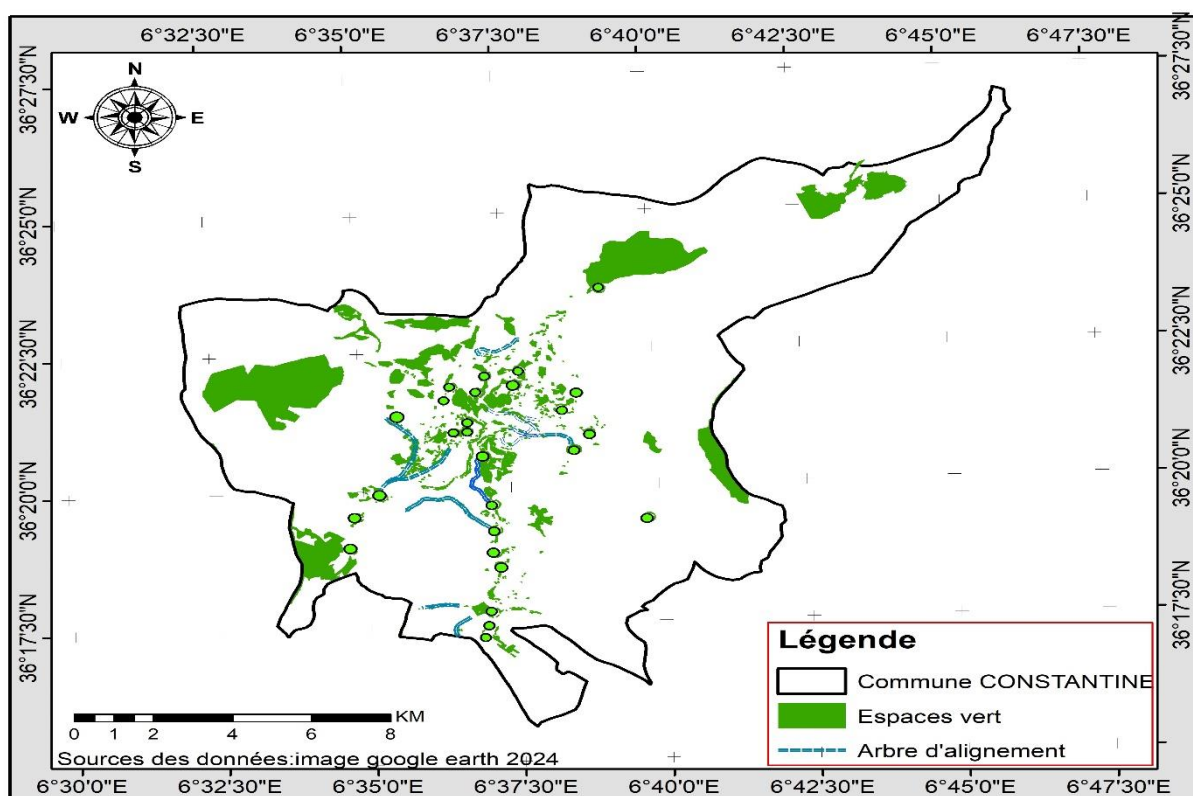 6°32'30"E 6°35'0"E 6°37'30"E 6°40'0"E 6°42'30"E 6°45'0"E 6°47'30"E
36°27'30"N 36°27'30"N
N
W E
S
36°25'0"N 36°25'0"N
36°22'30"N 36°22'30"N
36°20'0"N 36°20'0"N
36°17'30"N 36°17'30"N
Légende
Commune CONSTANTINE
Espaces vert
Arbre d'alignement
KM
0 1 2 4 6 8
Sources des données:image google earth 2024
6°30'0"E 6°32'30"E 6°35'0"E 6°37'30"E 6°40'0"E 6°42'30"E 6°45'0"E 6°47'30"E